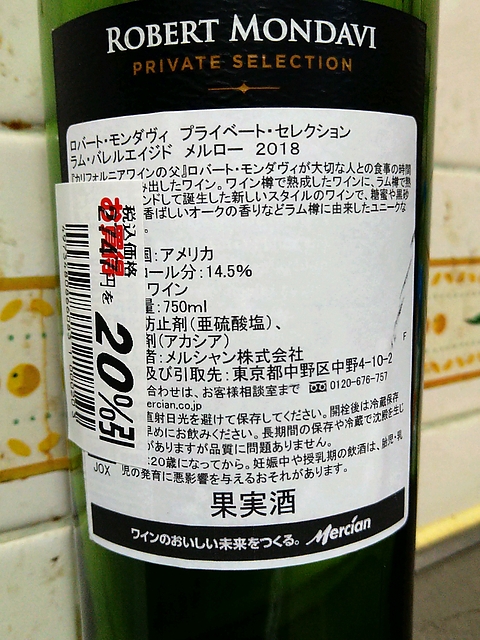 ROBERT MONDAVI
PRIVATE SELECTION
ロバート・モンダヴィ プライベート・セレクション
ラム・バレルエイジド メルロー 2018
『カリフォルニアワインの父』ロバート・モンダヴィが大切な人との食事の時間
出したワイン。ワイン樽で熟成したワインに、ラム樽で熟
ンドして誕生した新しいスタイルのワインで、糖蜜や黒砂
香ばしいオークの香りなどラム樽に由来したユニークな
。
国:アメリカ
ール分:14.5%
ワイン
量:750ml
防止剤(亜硫酸塩)、
剤(アカシア)
者:メルシャン株式会社
及び引取先:東京都中野区中野4-10-2
合わせは、お客様相談室まで 0120-676-757
ercian.co.jp
直射日光を避けて保存してください。開栓後は冷蔵保存
早めにお飲みください。長期間の保存や冷蔵で沈殿を生じ
がありますが品質に問題ありません。
:20歳になってから。妊娠中や授乳期の飲酒は、胎児・乳
児の発育に悪影響を与えるおそれがあります。
JOX
F
果実酒
ワインのおいしい未来をつくる。 Mercian
税込価格
お買得
円を
20%引